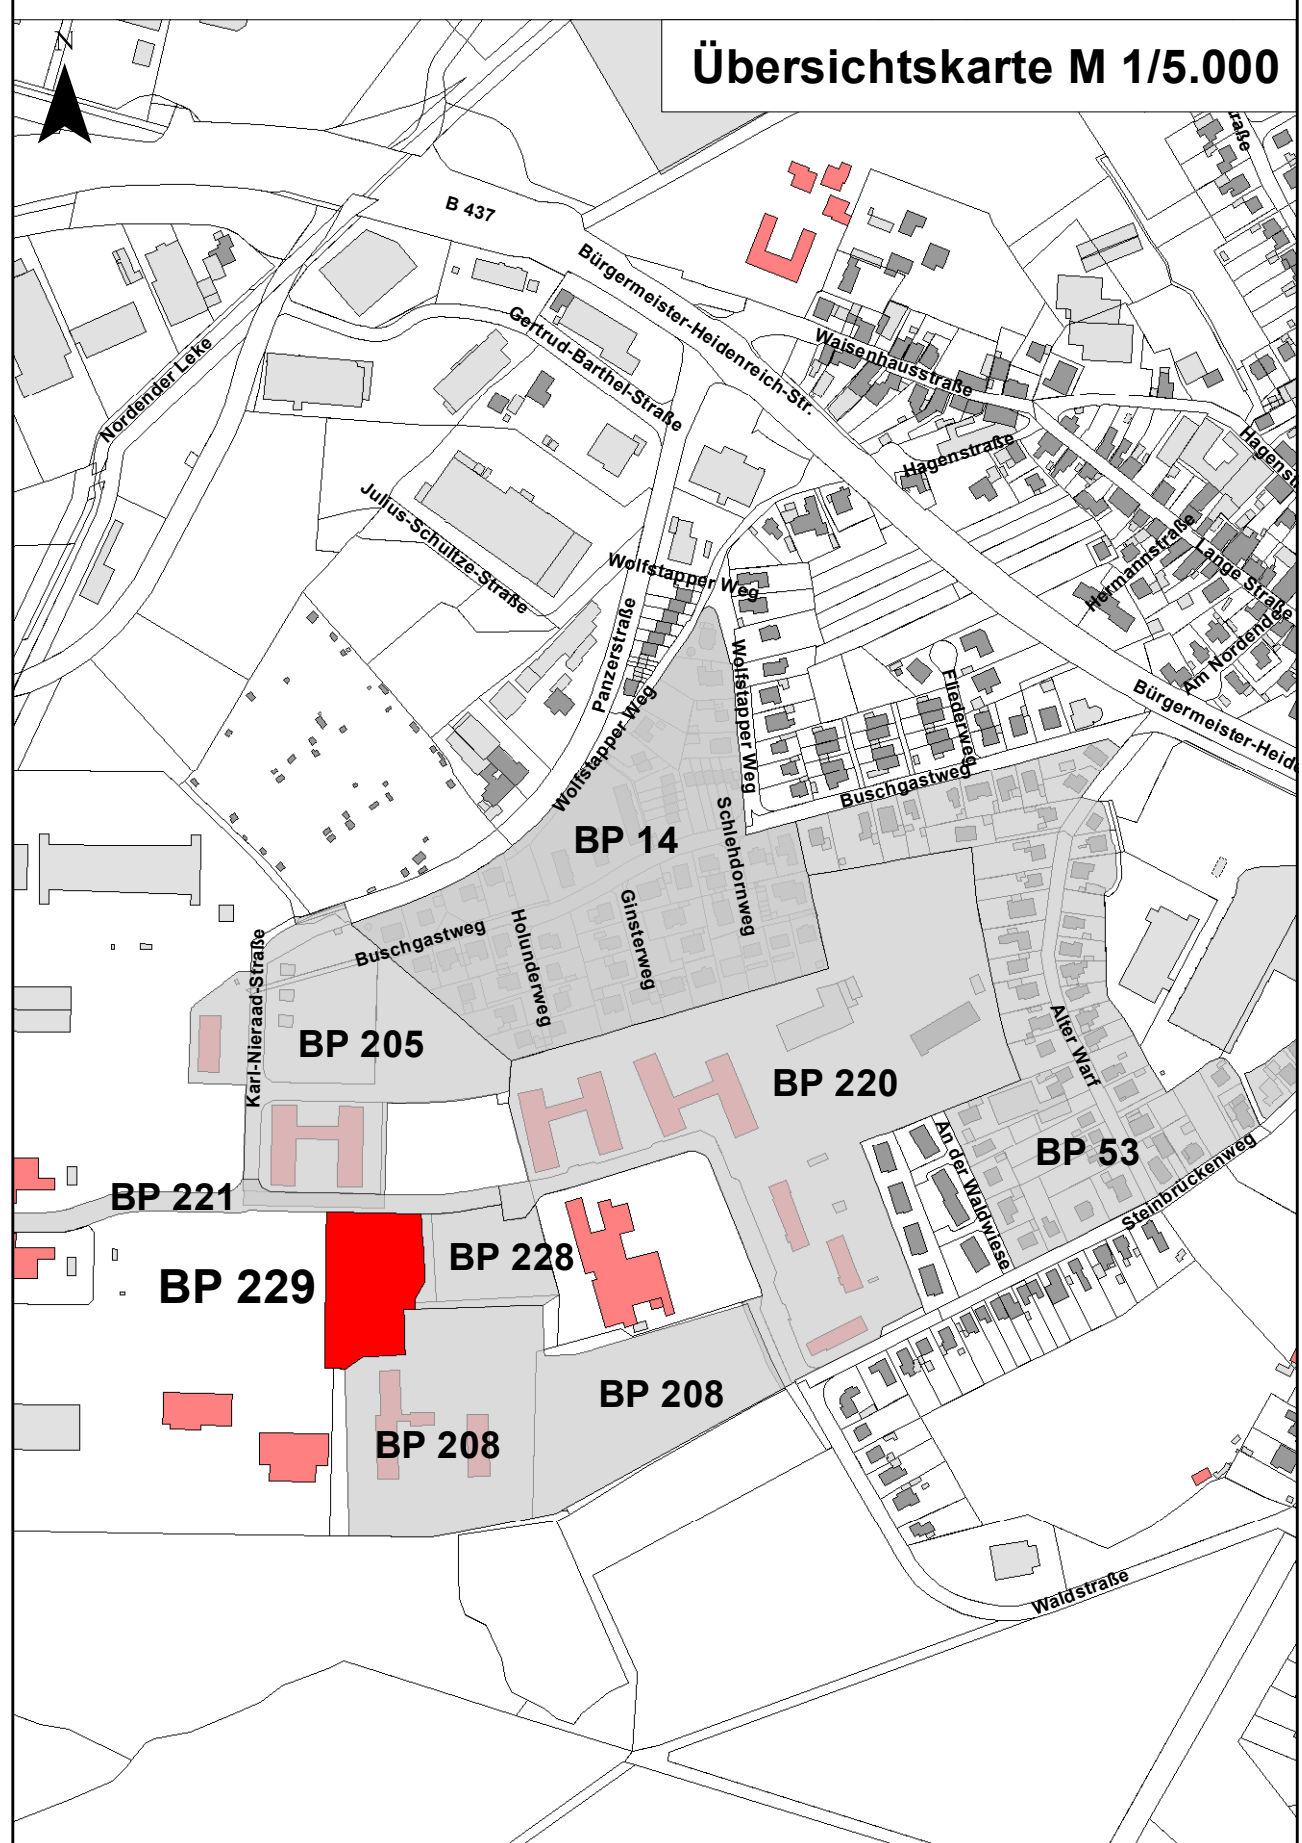 Übersichtskarte M 1/5.000
N
raße
B 437
Bürgermeister-Heidenreich-Str.
Gertrud-Barthel-Straße
Waisenhausstraße
Nordender Leke
Hagenstraße
Hagenst
Julius-Schultze-Straße
Hermannstraße
Lange Straße
Wolfstapper Weg
Panzerstraße
Am Nordende
Wolfstapper Weg
Wolfstapper Weg
Fliederweg
Bürgermeister-Heide
Buschgastweg
BP 14
Schlehdornweg
Ginsterweg
Holunderweg
Buschgastweg
Karl-Nieraad-Straße
BP 205
Alter Warf
BP 220
An der Waldwiese
BP 53
Steinbrückenweg
BP 221
BP 228
BP 229
BP 208
BP 208
Waldstraße